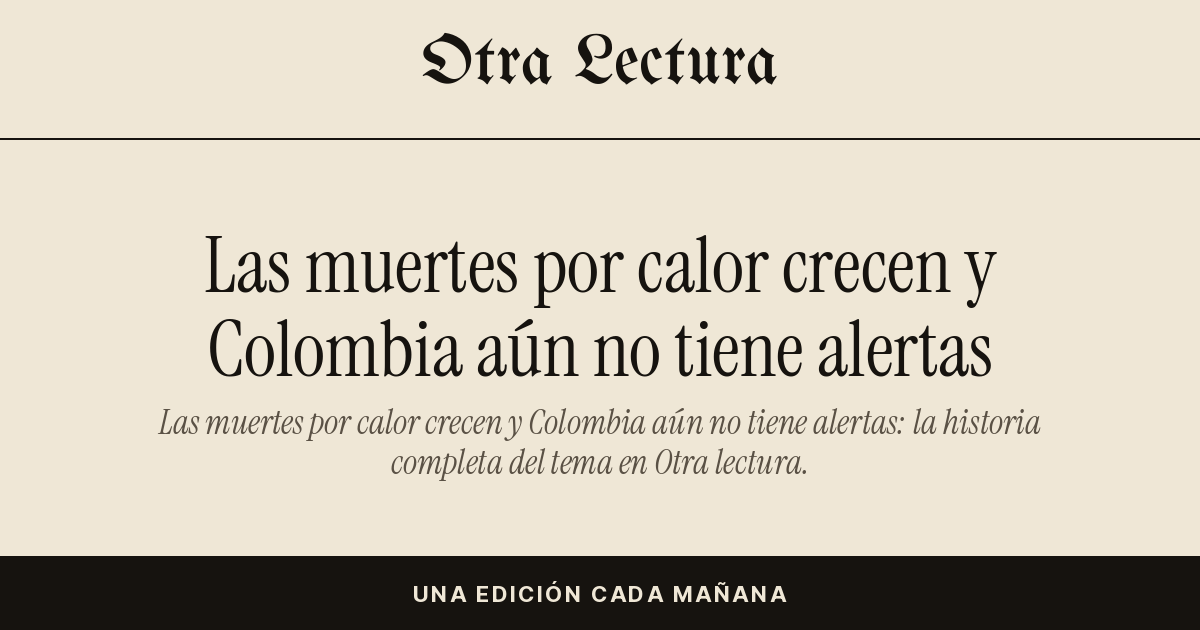 Otra Lectura
Las muertes por calor crecen y
Colombia aún no tiene alertas
Las muertes por calor crecen y Colombia aún no tiene alertas: la historia
completa del tema en Otra lectura.
UNA EDICIÓN CADA MAÑANA